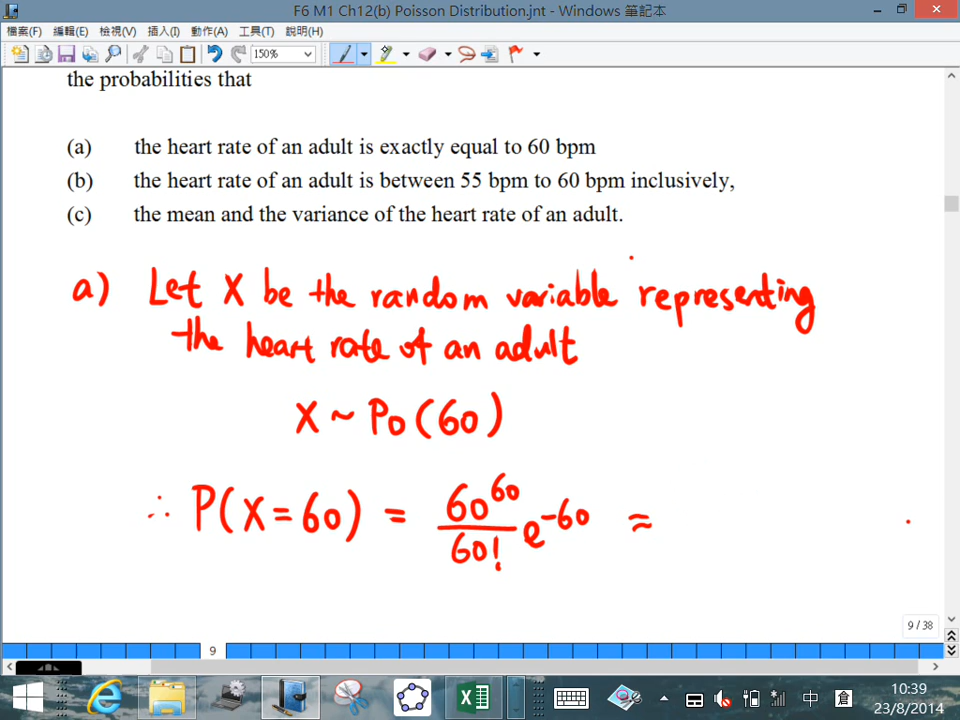 F6 M1 Ch12(b) Poisson Distribution.jnt - Windows 筆記本
檔案(F) 編輯(E) 檢視(V) 插入(I) 動作(A) 工具(T) 說明(H)
150%
the probabilities that
(a) the heart rate of an adult is exactly equal to 60 bpm
(b) the heart rate of an adult is between 55 bpm to 60 bpm inclusively,
(c) the mean and the variance of the heart rate of an adult.
a) Let X be the random variable representing
the heart rate of an adult
X ~ Po(60)
∴ P(X=60) = 60^60/60! e^-60 ≈
9 / 38
9
中 倉
10:39
23/8/2014